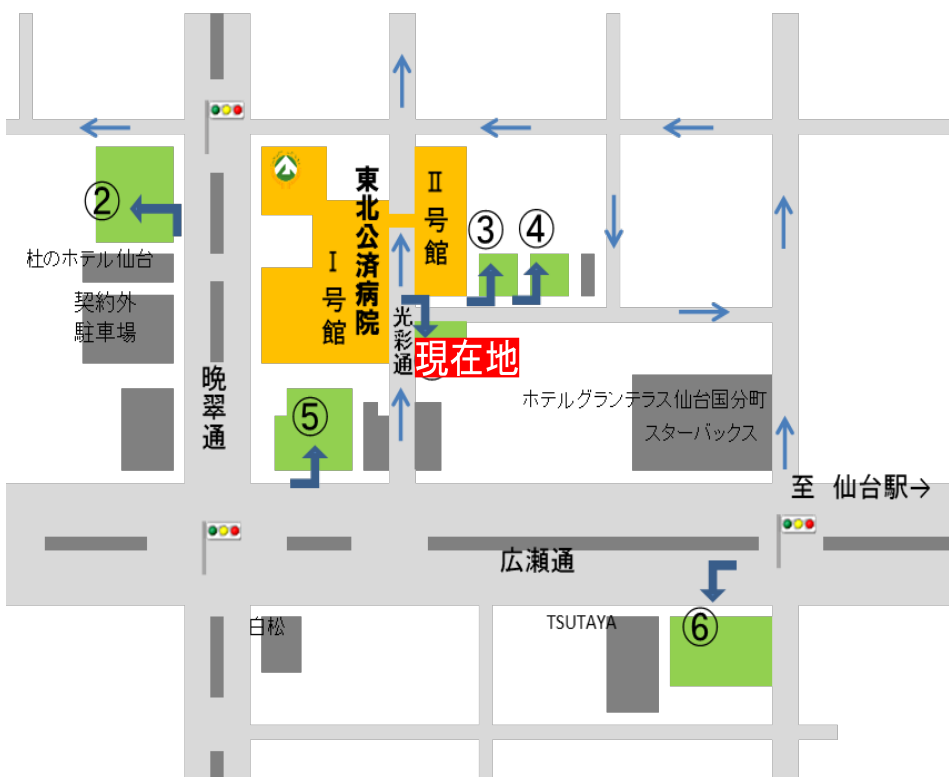 東北公済病院
Ⅰ号館
Ⅱ号館
②
③
④
杜のホテル仙台
契約外
駐車場
光彩通
現在地
晩翠通
⑤
ホテルグランテラス仙台国分町
スターバックス
至 仙台駅→
広瀬通
白松
TSUTAYA
⑥